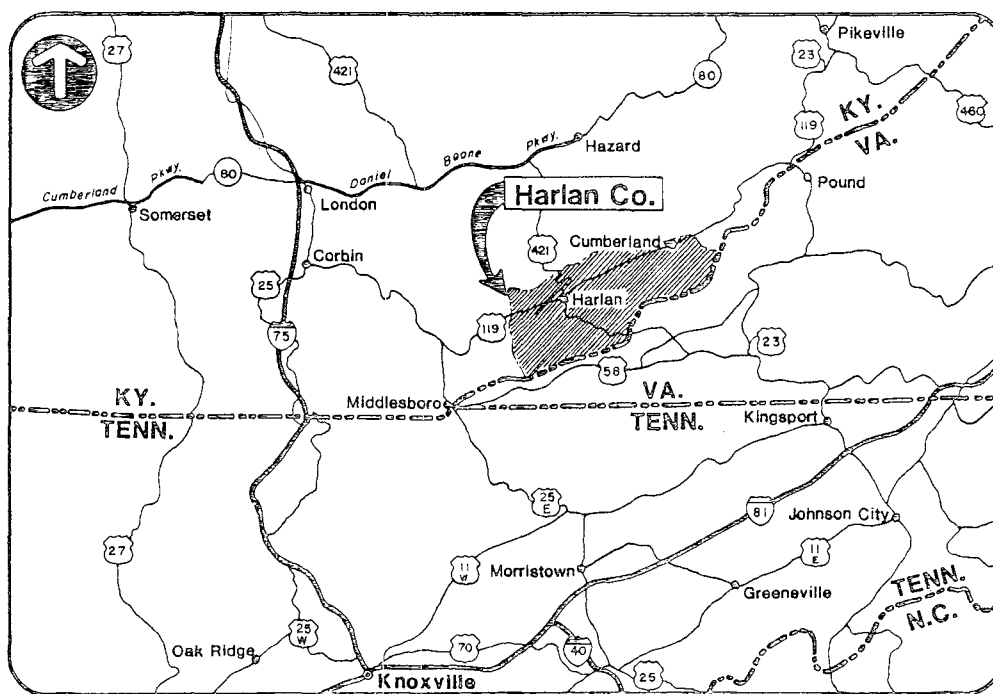 27
421
80
Pikeville
23
460
119
KY.
VA.
Cumberland Pkwy.
80
Daniel Boone Pkwy.
Hazard
Pound
Somerset
London
Harlan Co.
Cumberland
421
Corbin
25
Harlan
119
75
58
23
KY.
TENN.
Middlesboro
VA.
TENN.
Kingsport
25
E
81
Johnson City
27
11
W
11
E
Morristown
Greeneville
TENN.
N.C.
25
W
Oak Ridge
70
40
25
Knoxville